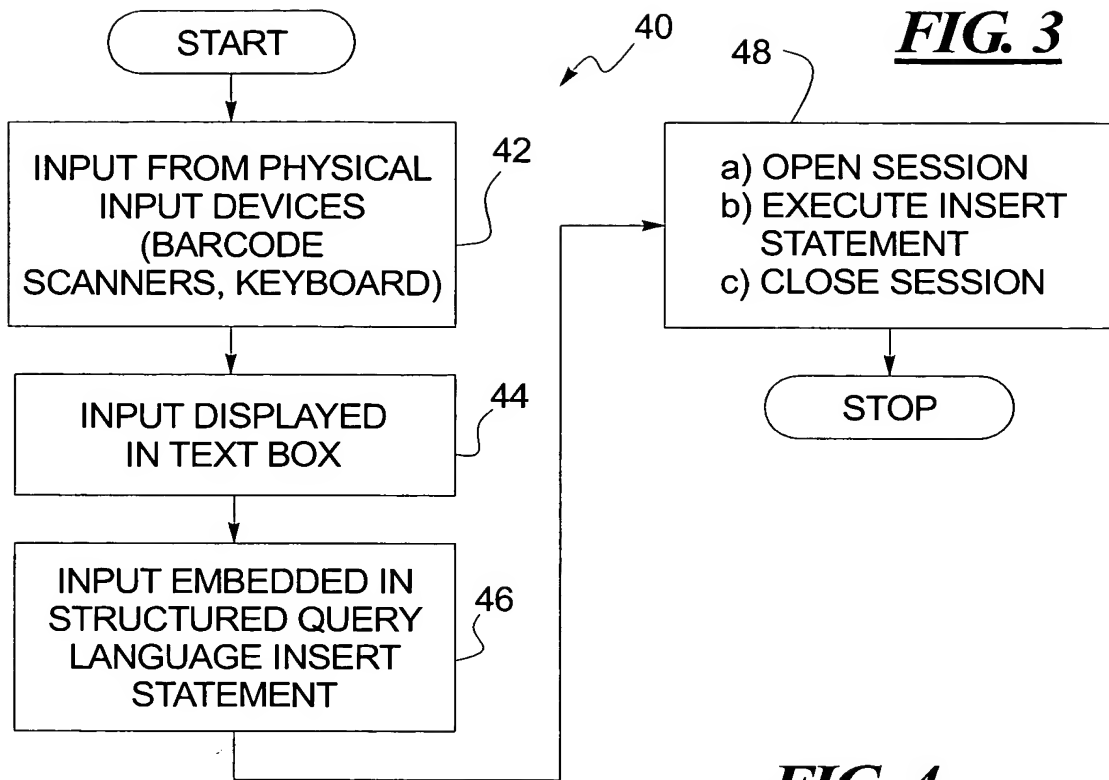 START
40
FIG. 3
INPUT FROM PHYSICAL
INPUT DEVICES
(BARCODE
SCANNERS, KEYBOARD)
42
INPUT DISPLAYED
IN TEXT BOX
44
INPUT EMBEDDED IN
STRUCTURED QUERY
LANGUAGE INSERT
STATEMENT
46
48
a) OPEN SESSION
b) EXECUTE INSERT
STATEMENT
c) CLOSE SESSION
STOP
FIG. 4